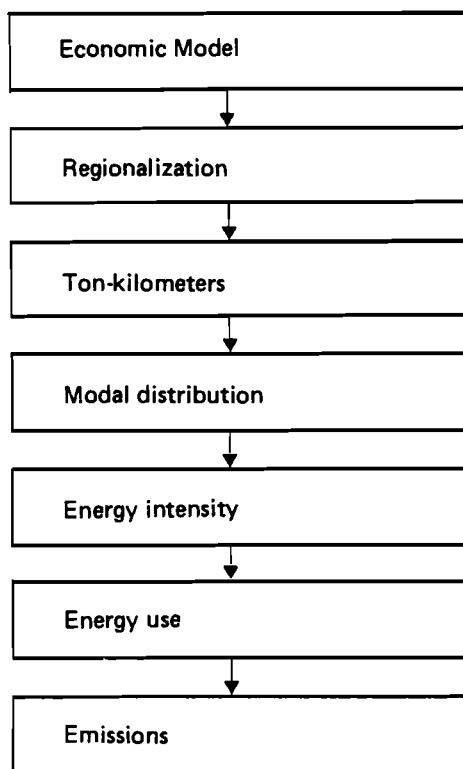 Economic Model
Regionalization
Ton-kilometers
Modal distribution
Energy intensity
Energy use
Emissions